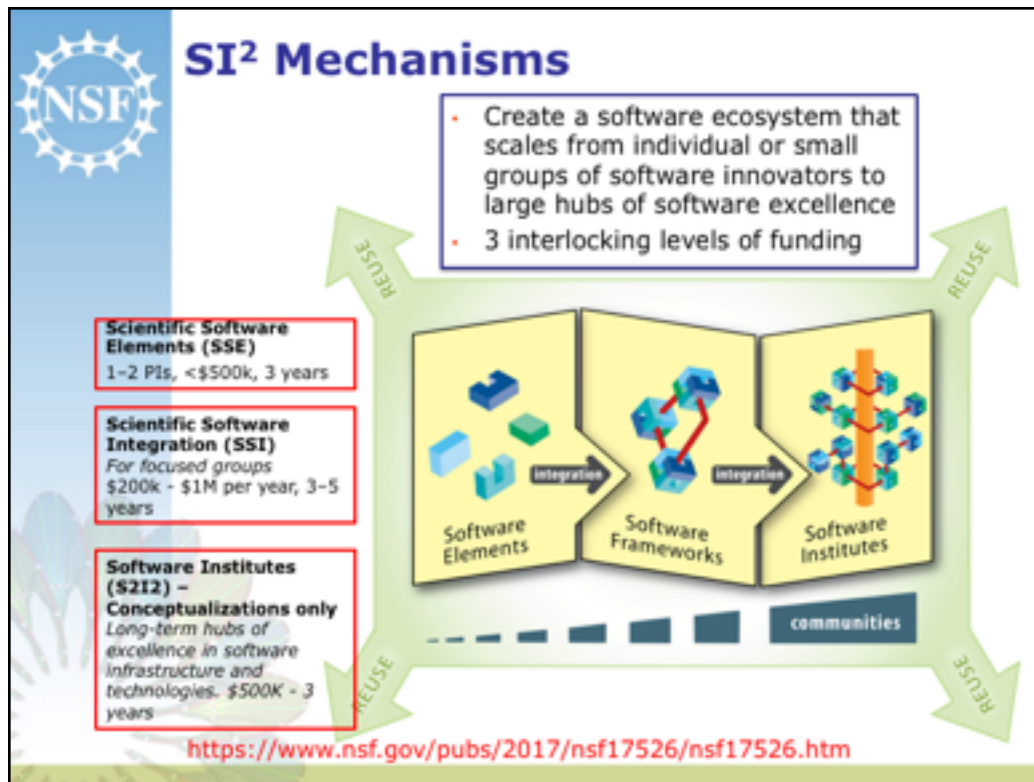 NSF
SI² Mechanisms
• Create a software ecosystem that
scales from individual or small
groups of software innovators to
large hubs of software excellence
• 3 interlocking levels of funding
REUSE
REUSE
Scientific Software
Elements (SSE)
1–2 PIs, <$500k, 3 years
Scientific Software
Integration (SSI)
For focused groups
$200k - $1M per year, 3–5
years
Software Institutes
(S2I2) –
Conceptualizations only
Long-term hubs of
excellence in software
infrastructure and
technologies. $500K - 3
years
integration
integration
Software
Elements
Software
Frameworks
Software
Institutes
communities
REUSE
REUSE
https://www.nsf.gov/pubs/2017/nsf17526/nsf17526.htm